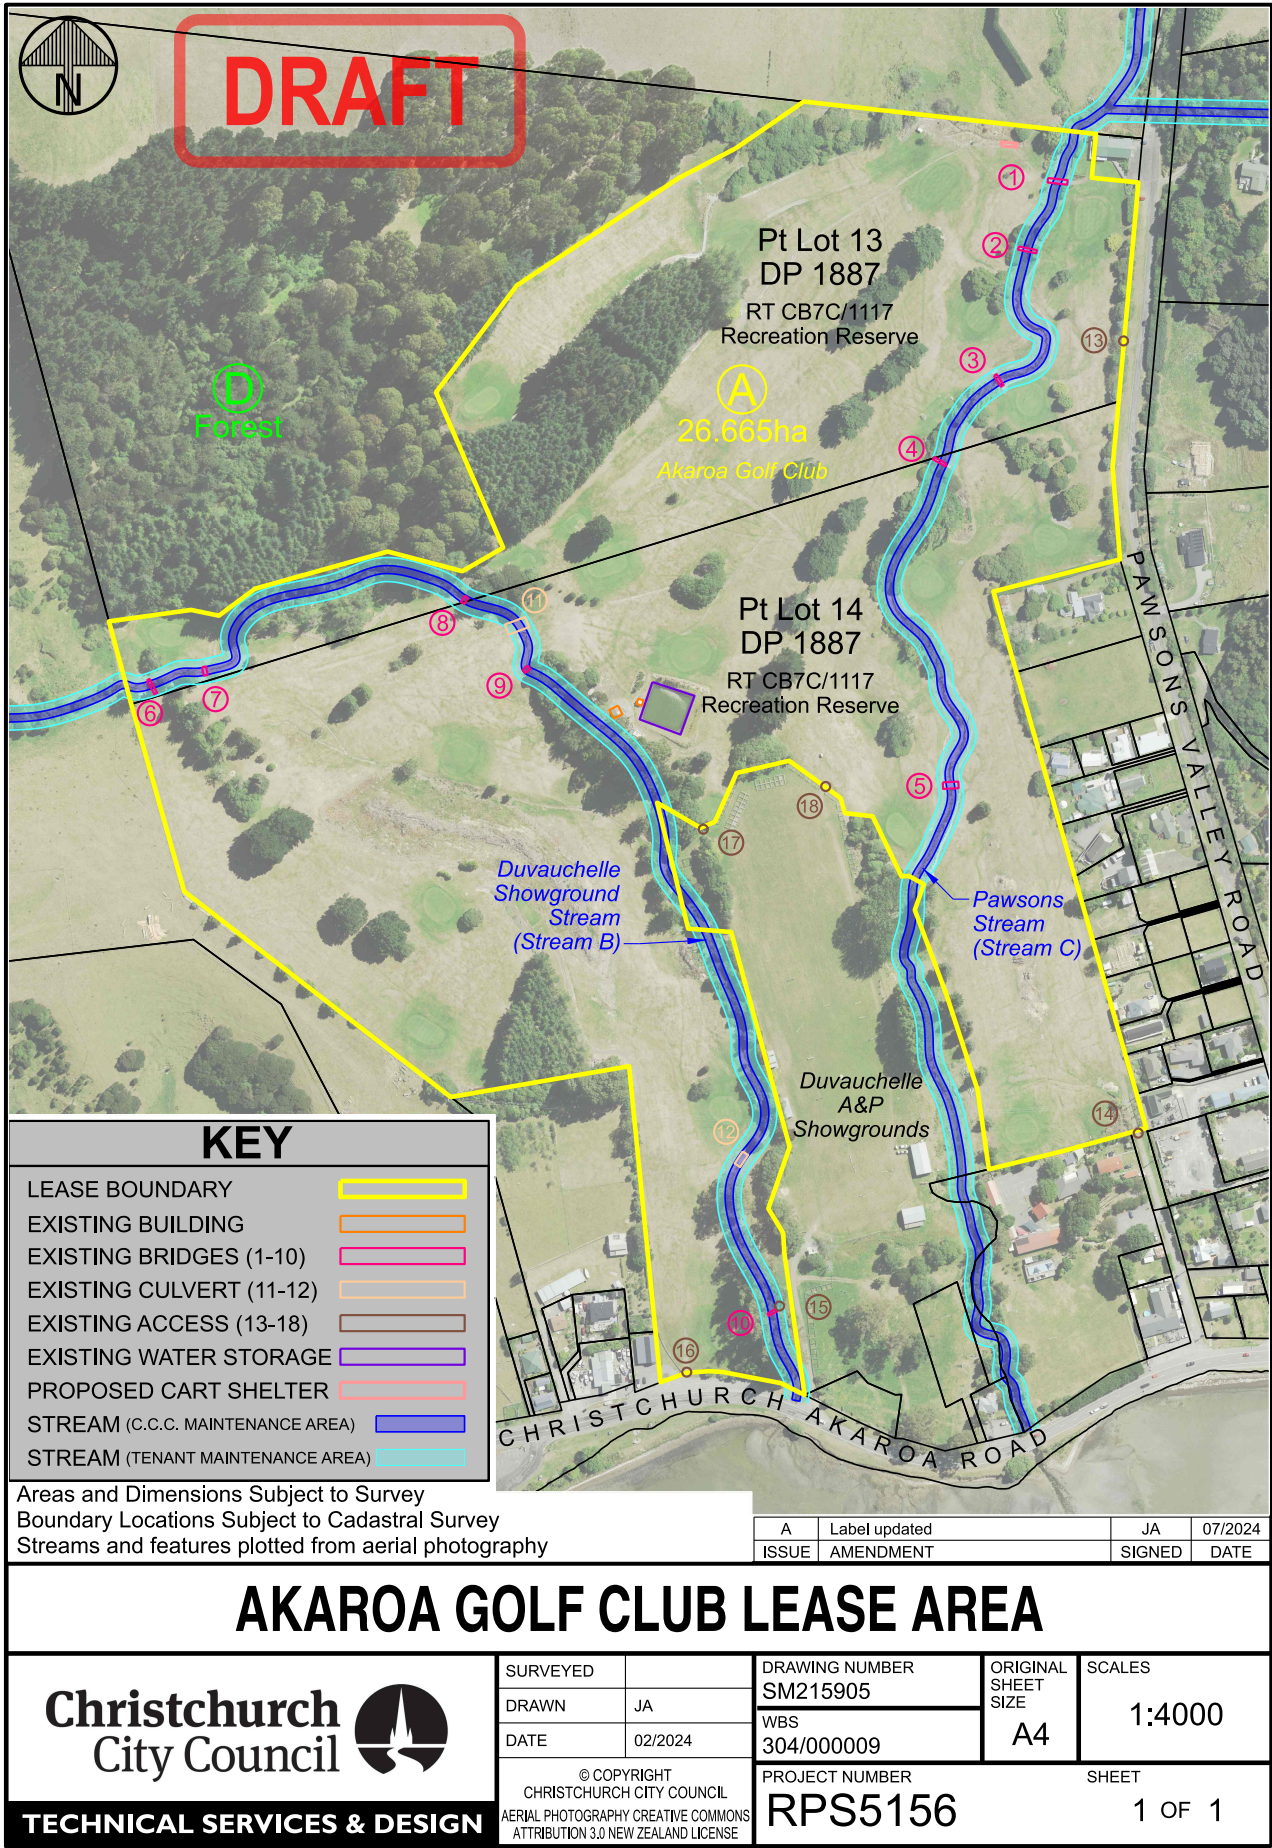 N
DRAFT
1
2
Pt Lot 13
DP 1887
RT CB7C/1117
Recreation Reserve
13
3
D
Forest
A
26.665ha
Akaroa Golf Club
4
11
8
Pt Lot 14
DP 1887
RT CB7C/1117
Recreation Reserve
PAWSONS VALLEY ROAD
6
7
9
5
18
17
Duvauchelle
Showground
Stream
(Stream B)
Pawsons
Stream
(Stream C)
Duvauchelle
A&P
Showgrounds
14
12
15
10
16
CHRISTCHURCH AKAROA ROAD
KEY
LEASE BOUNDARY
EXISTING BUILDING
EXISTING BRIDGES (1-10)
EXISTING CULVERT (11-12)
EXISTING ACCESS (13-18)
EXISTING WATER STORAGE
PROPOSED CART SHELTER
STREAM (C.C.C. MAINTENANCE AREA)
STREAM (TENANT MAINTENANCE AREA)
Areas and Dimensions Subject to Survey
Boundary Locations Subject to Cadastral Survey
Streams and features plotted from aerial photography
A Label updated JA 07/2024
ISSUE AMENDMENT SIGNED DATE
AKAROA GOLF CLUB LEASE AREA
Christchurch
City Council
TECHNICAL SERVICES & DESIGN
SURVEYED
DRAWN JA
DATE 02/2024
© COPYRIGHT
CHRISTCHURCH CITY COUNCIL
AERIAL PHOTOGRAPHY CREATIVE COMMONS
ATTRIBUTION 3.0 NEW ZEALAND LICENSE
DRAWING NUMBER
SM215905
WBS
304/000009
ORIGINAL
SHEET
SIZE
A4
SCALES
1:4000
PROJECT NUMBER
RPS5156
SHEET
1 OF 1